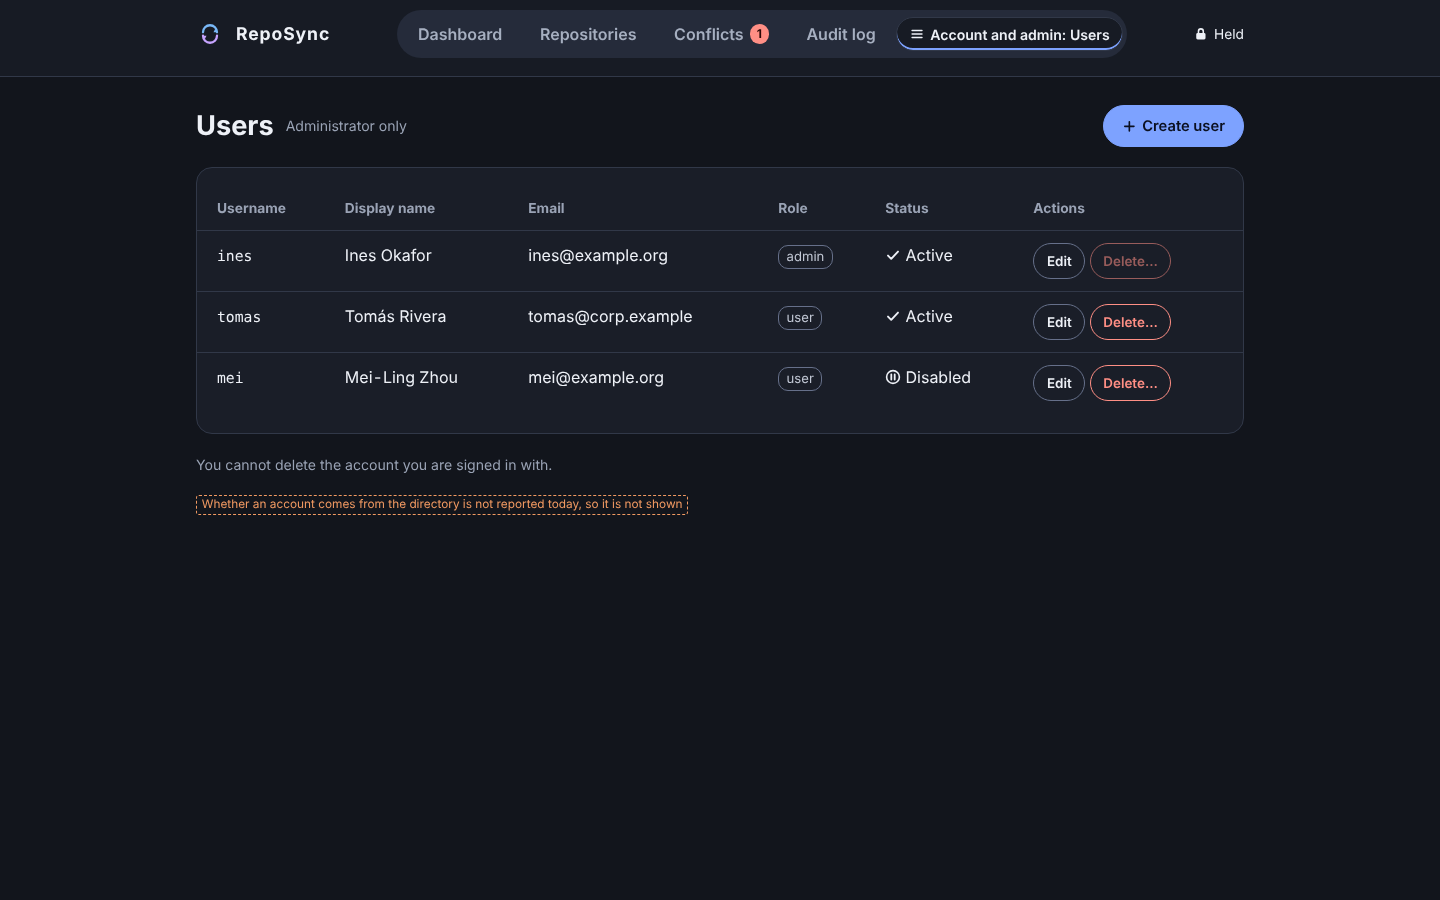 RepoSync Dashboard Repositories Conflicts 1 Audit log Account and admin: Users Held
Users Administrator only Create user
Username Display name Email Role Status Actions
ines Ines Okafor ines@example.org admin Active Edit Delete...
tomas Tomás Rivera tomas@corp.example user Active Edit Delete...
mei Mei-Ling Zhou mei@example.org user Disabled Edit Delete...
You cannot delete the account you are signed in with.
Whether an account comes from the directory is not reported today, so it is not shown